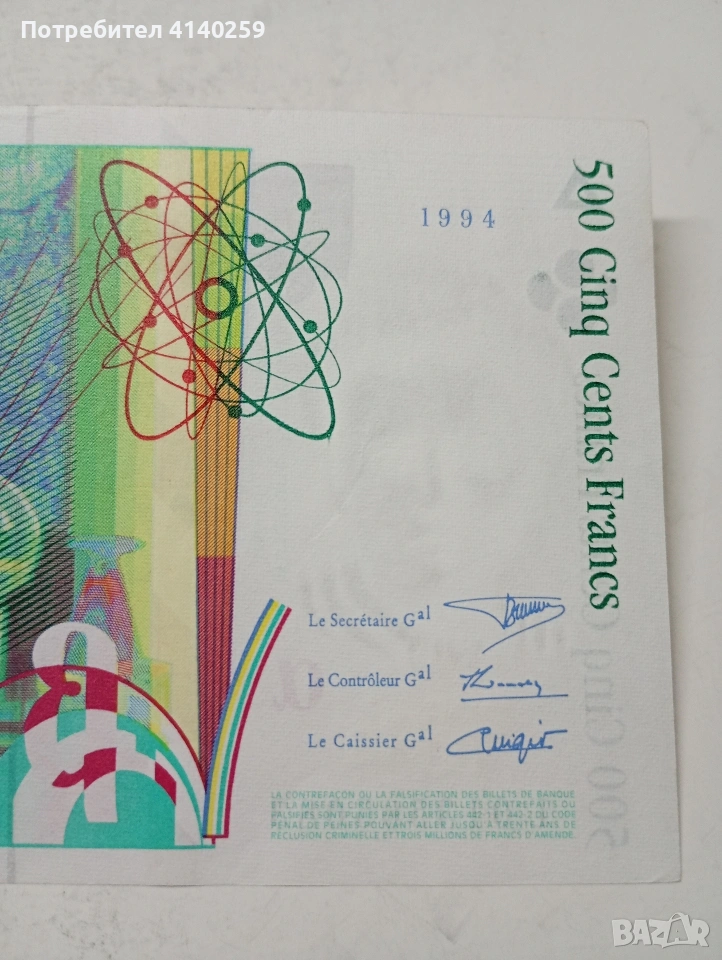 Потребител 4140259
1994
500 Cinq Cents Francs
Le Secrétaire Gal
Le Contrôleur Gal
Le Caissier Gal
LA CONTREFAÇON OU LA FALSIFICATION DES BILLETS DE BANQUE
ET LA MISE EN CIRCULATION DES BILLETS CONTREFAITS OU
FALSIFIÉS SONT PUNIES PAR LES ARTICLES 442-1 ET 442-2 DU CODE
PÉNAL DE PEINES POUVANT ALLER JUSQU'À TRENTE ANS DE
RÉCLUSION CRIMINELLE ET TROIS MILLIONS DE FRANCS D'AMENDE.
BAZAR